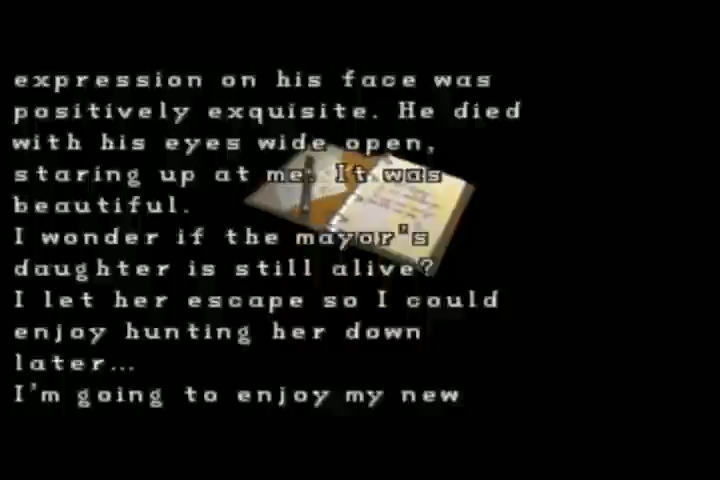 expression on his face was
positively exquisite. He died
with his eyes wide open,
staring up at me. It was
beautiful.
I wonder if the mayor's
daughter is still alive?
I let her escape so I could
enjoy hunting her down
later...
I'm going to enjoy my new